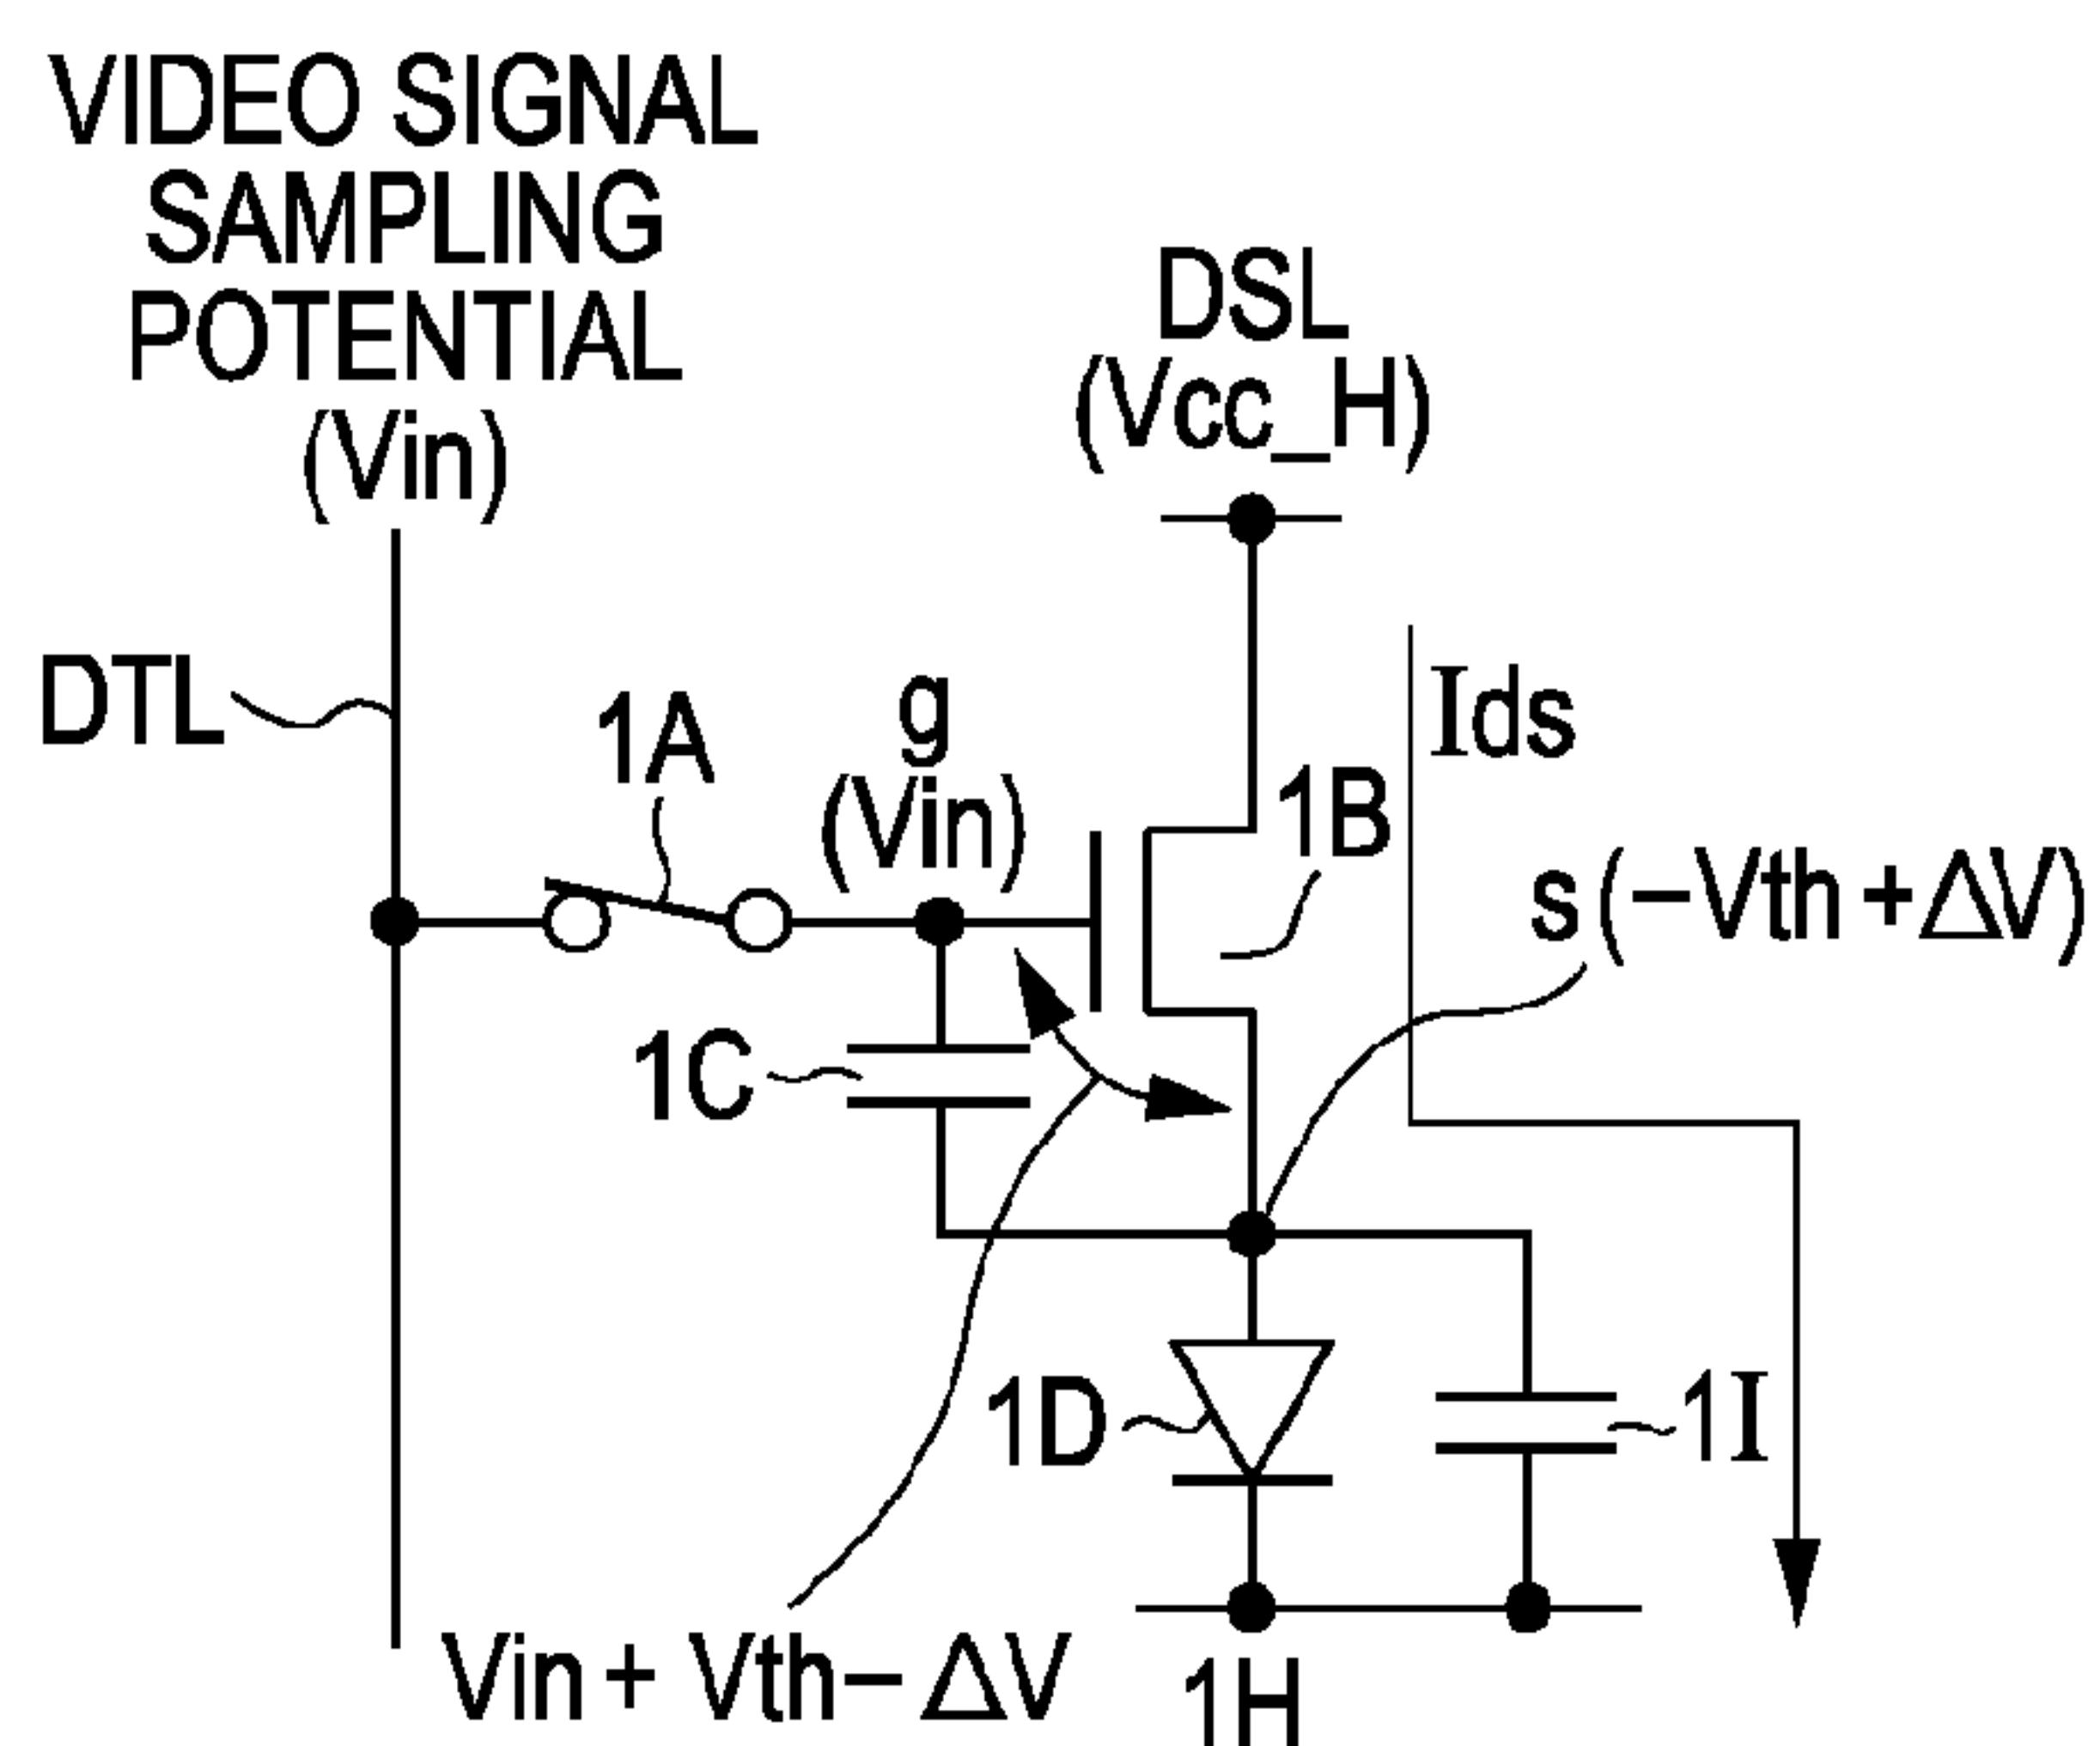 VIDEO SIGNAL
SAMPLING
POTENTIAL
(Vin)
DSL
(Vcc_H)
DTL
1A
g
(Vin)
1B
Ids
s(-Vth+ΔV)
1C
1D
1I
Vin + Vth- ΔV
1H